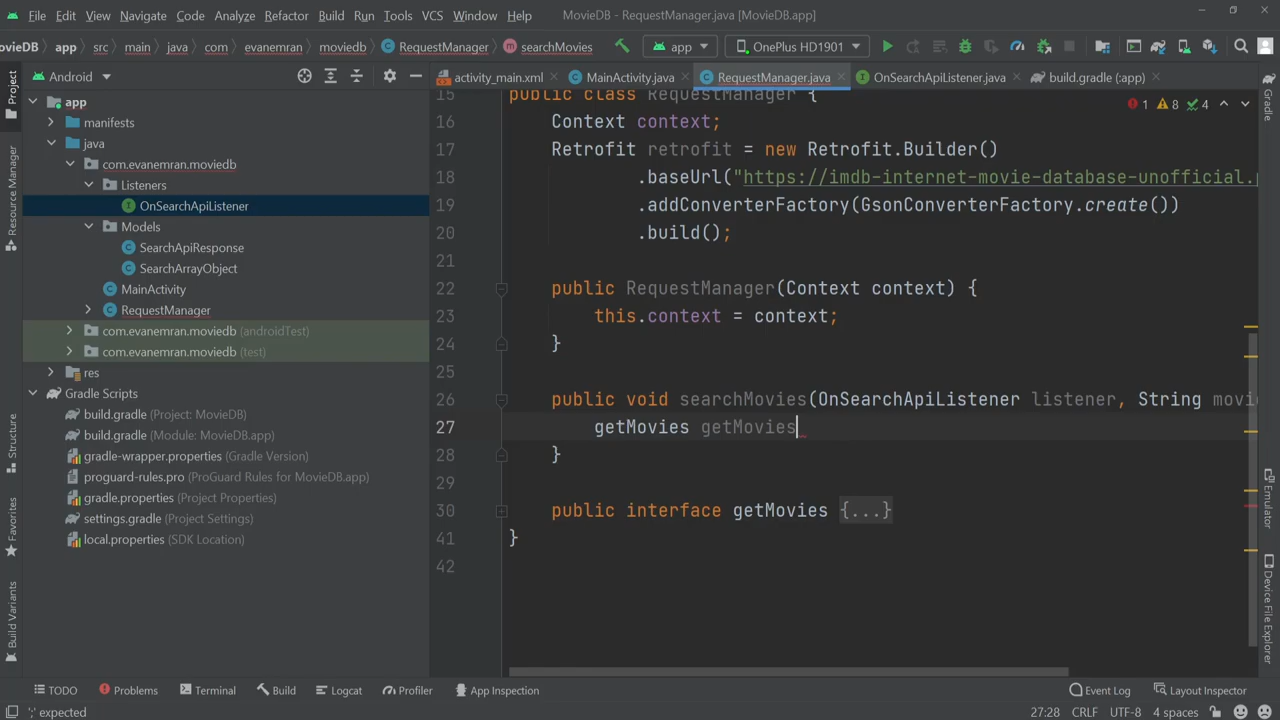 File Edit View Navigate Code Analyze Refactor Build Run Tools VCS Window Help MovieDB - RequestManager.java [MovieDB.app]
ovieDB app src main java com evanemran moviedb RequestManager searchMovies app OnePlus HD1901
Android activity_main.xml MainActivity.java RequestManager.java OnSearchApiListener.java build.gradle (:app)
app
manifests
java
com.evanemran.moviedb
Listeners
OnSearchApiListener
Models
SearchApiResponse
SearchArrayObject
MainActivity
RequestManager
com.evanemran.moviedb (androidTest)
com.evanemran.moviedb (test)
res
Gradle Scripts
build.gradle (Project: MovieDB)
build.gradle (Module: MovieDB.app)
gradle-wrapper.properties (Gradle Version)
proguard-rules.pro (ProGuard Rules for MovieDB.app)
gradle.properties (Project Properties)
settings.gradle (Project Settings)
local.properties (SDK Location)
1 8 4
15 public class RequestManager {
16 Context context;
17 Retrofit retrofit = new Retrofit.Builder()
18 .baseUrl("https://imdb-internet-movie-database-unofficial.
19 .addConverterFactory(GsonConverterFactory.create())
20 .build();
21
22 public RequestManager(Context context) {
23 this.context = context;
24 }
25
26 public void searchMovies(OnSearchApiListener listener, String movi
27 getMovies getMovies
28 }
29
30 public interface getMovies {...}
41 }
42
Project
Resource Manager
Structure
Favorites
Build Variants
Gradle
Emulator
Device File Explorer
TODO Problems Terminal Build Logcat Profiler App Inspection Event Log Layout Inspector
';' expected 27:28 CRLF UTF-8 4 spaces